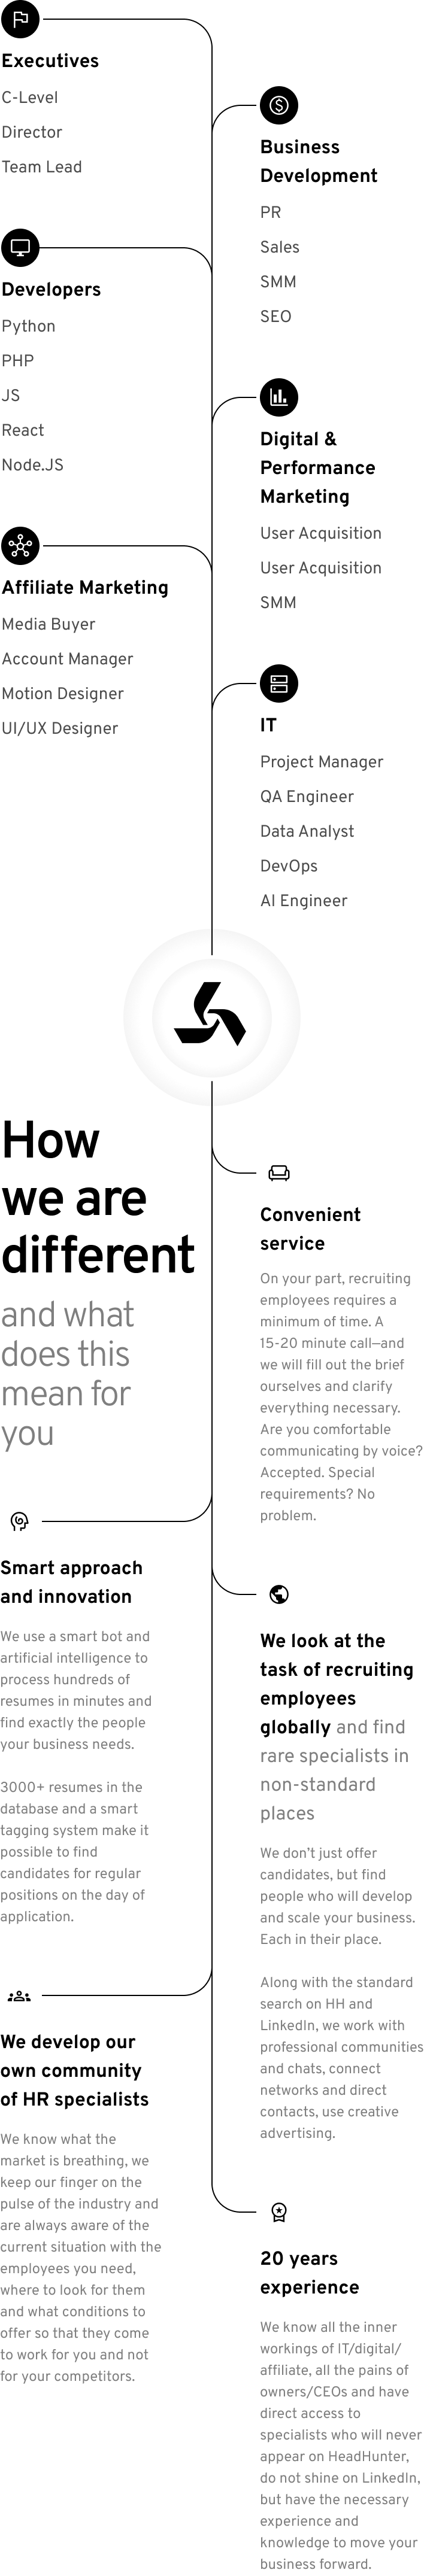 Executives
C-Level
Director
Team Lead
Business
Development
PR
Sales
SMM
SEO
Developers
Python
PHP
JS
React
Node.JS
Digital &
Performance
Marketing
User Acquisition
User Acquisition
SMM
Affiliate Marketing
Media Buyer
Account Manager
Motion Designer
UI/UX Designer
IT
Project Manager
QA Engineer
Data Analyst
DevOps
AI Engineer
How
we are
different
and what
does this
mean for
you
Convenient
service
On your part, recruiting
employees requires a
minimum of time. A
15-20 minute call—and
we will fill out the brief
ourselves and clarify
everything necessary.
Are you comfortable
communicating by voice?
Accepted. Special
requirements? No
problem.
Smart approach
and innovation
We use a smart bot and
artificial intelligence to
process hundreds of
resumes in minutes and
find exactly the people
your business needs.
3000+ resumes in the
database and a smart
tagging system make it
possible to find
candidates for regular
positions on the day of
application.
We look at the
task of recruiting
employees
globally and find
rare specialists in
non-standard
places
We don't just offer
candidates, but find
people who will develop
and scale your business.
Each in their place.
Along with the standard
search on HH and
LinkedIn, we work with
professional communities
and chats, connect
networks and direct
contacts, use creative
advertising.
We develop our
own community
of HR specialists
We know what the
market is breathing, we
keep our finger on the
pulse of the industry and
are always aware of the
current situation with the
employees you need,
where to look for them
and what conditions to
offer so that they come
to work for you and not
for your competitors.
20 years
experience
We know all the inner
workings of IT/digital/
affiliate, all the pains of
owners/CEOs and have
direct access to
specialists who will never
appear on HeadHunter,
do not shine on LinkedIn,
but have the necessary
experience and
knowledge to move your
business forward.